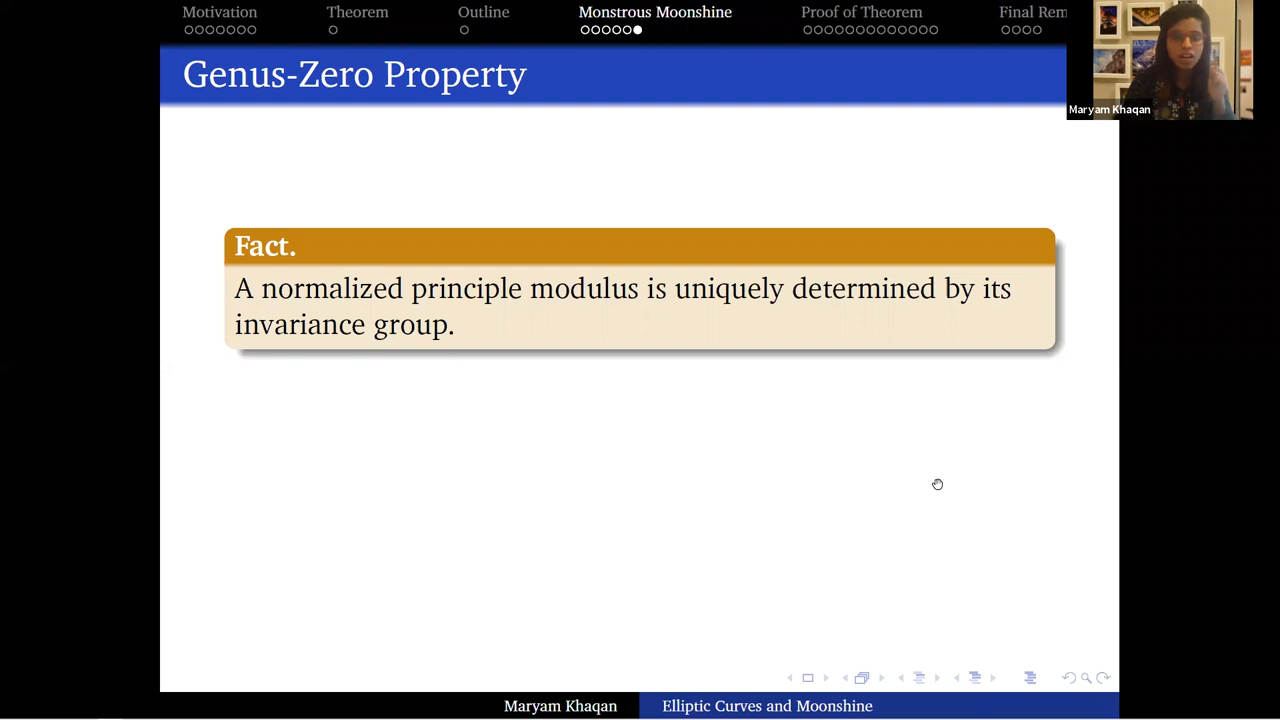 Motivation Theorem Outline Monstrous Moonshine Proof of Theorem Final Rem
Genus-Zero Property
Maryam Khaqan
Fact.
A normalized principle modulus is uniquely determined by its
invariance group.
Maryam Khaqan Elliptic Curves and Moonshine